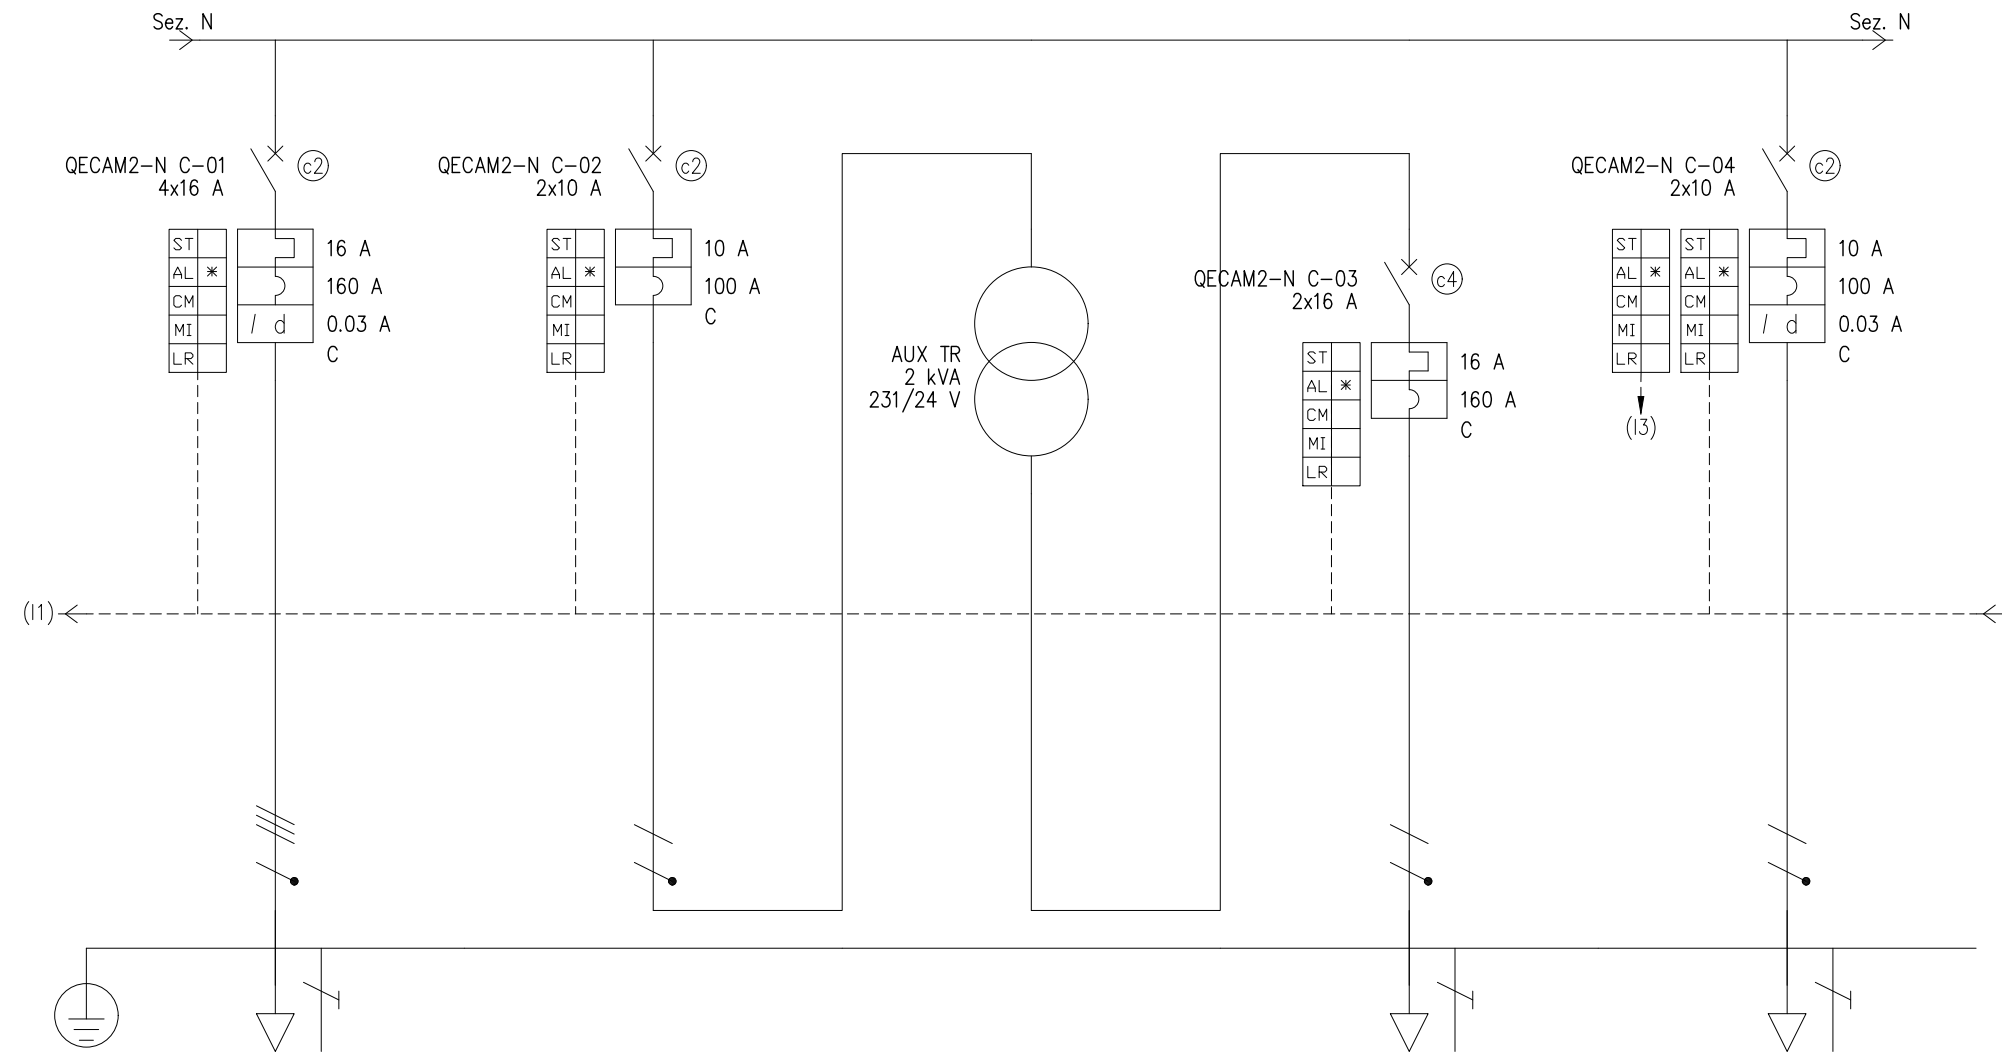 Sez. N
Sez. N
QECAM2-N C-01
4x16 A
c2
ST
AL *
CM
MI
LR
16 A
160 A
I d
0.03 A
C
QECAM2-N C-02
2x10 A
c2
ST
AL *
CM
MI
LR
10 A
100 A
C
AUX TR
2 kVA
231/24 V
QECAM2-N C-03
2x16 A
c4
ST
AL *
CM
MI
LR
16 A
160 A
C
QECAM2-N C-04
2x10 A
c2
ST
AL *
CM
MI
LR
(I3)
ST
AL *
CM
MI
LR
10 A
100 A
I d
0.03 A
C
(I1)